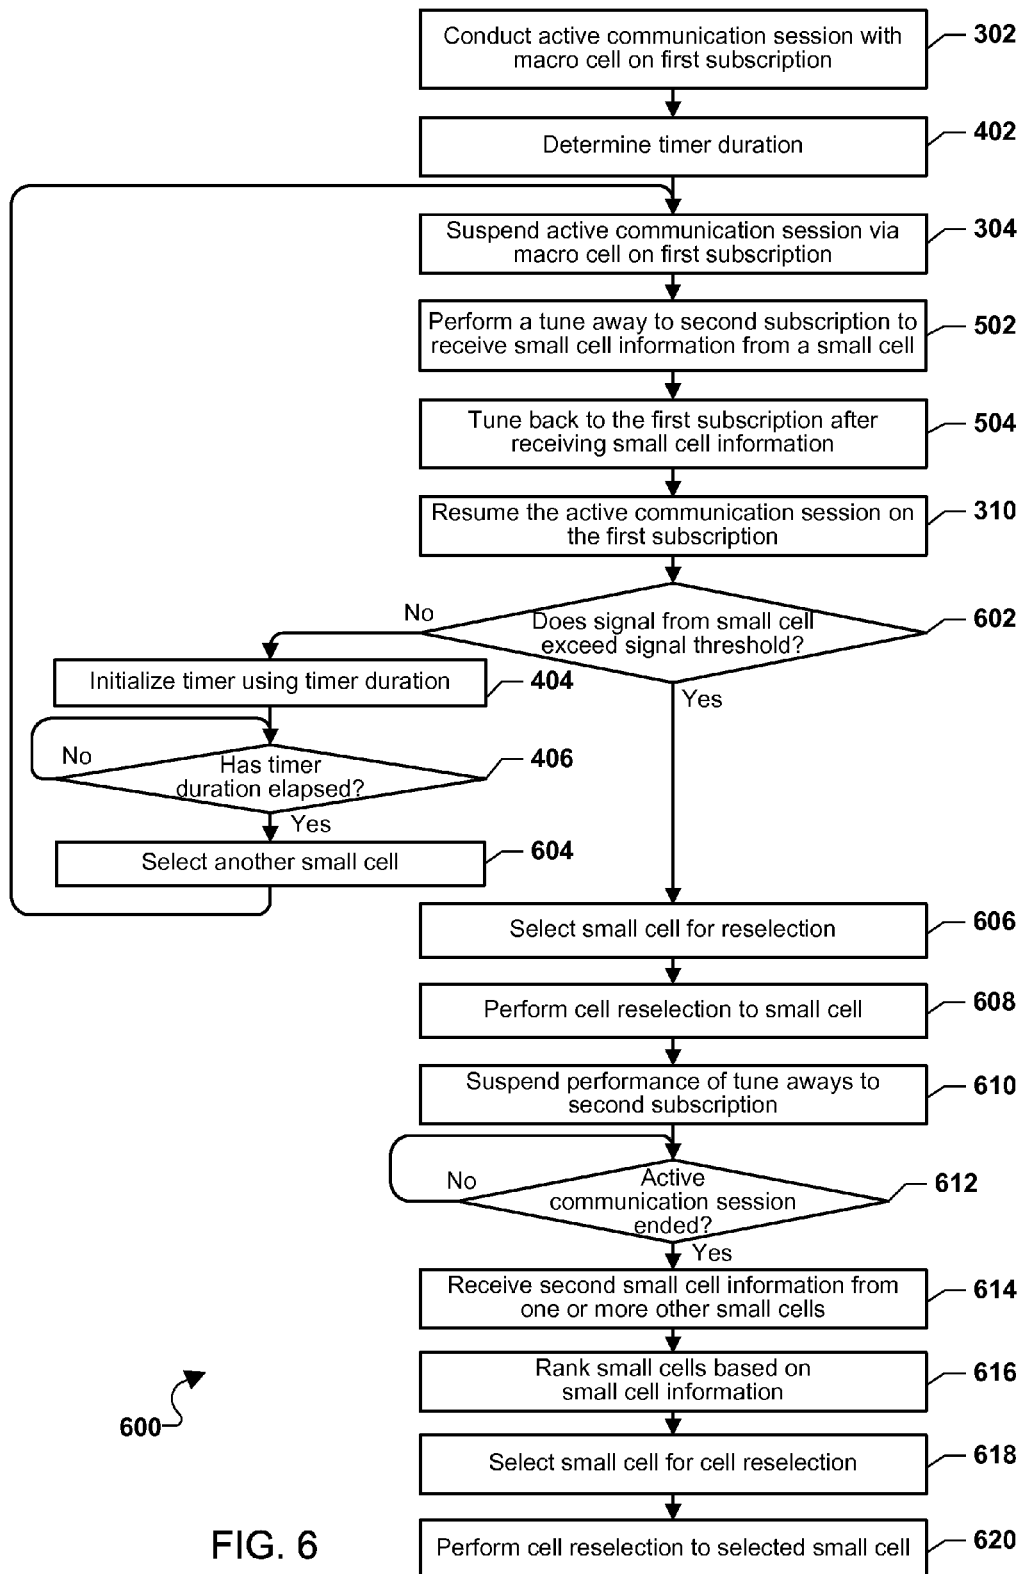 Conduct active communication session with
macro cell on first subscription
302
Determine timer duration
402
Suspend active communication session via
macro cell on first subscription
304
Perform a tune away to second subscription to
receive small cell information from a small cell
502
Tune back to the first subscription after
receiving small cell information
504
Resume the active communication session on
the first subscription
310
No
Does signal from small cell
exceed signal threshold?
602
Yes
Initialize timer using timer duration
404
No
Has timer
duration elapsed?
406
Yes
Select another small cell
604
Select small cell for reselection
606
Perform cell reselection to small cell
608
Suspend performance of tune aways to
second subscription
610
No
Active
communication session
ended?
612
Yes
Receive second small cell information from
one or more other small cells
614
Rank small cells based on
small cell information
616
600
Select small cell for cell reselection
618
FIG. 6
Perform cell reselection to selected small cell
620